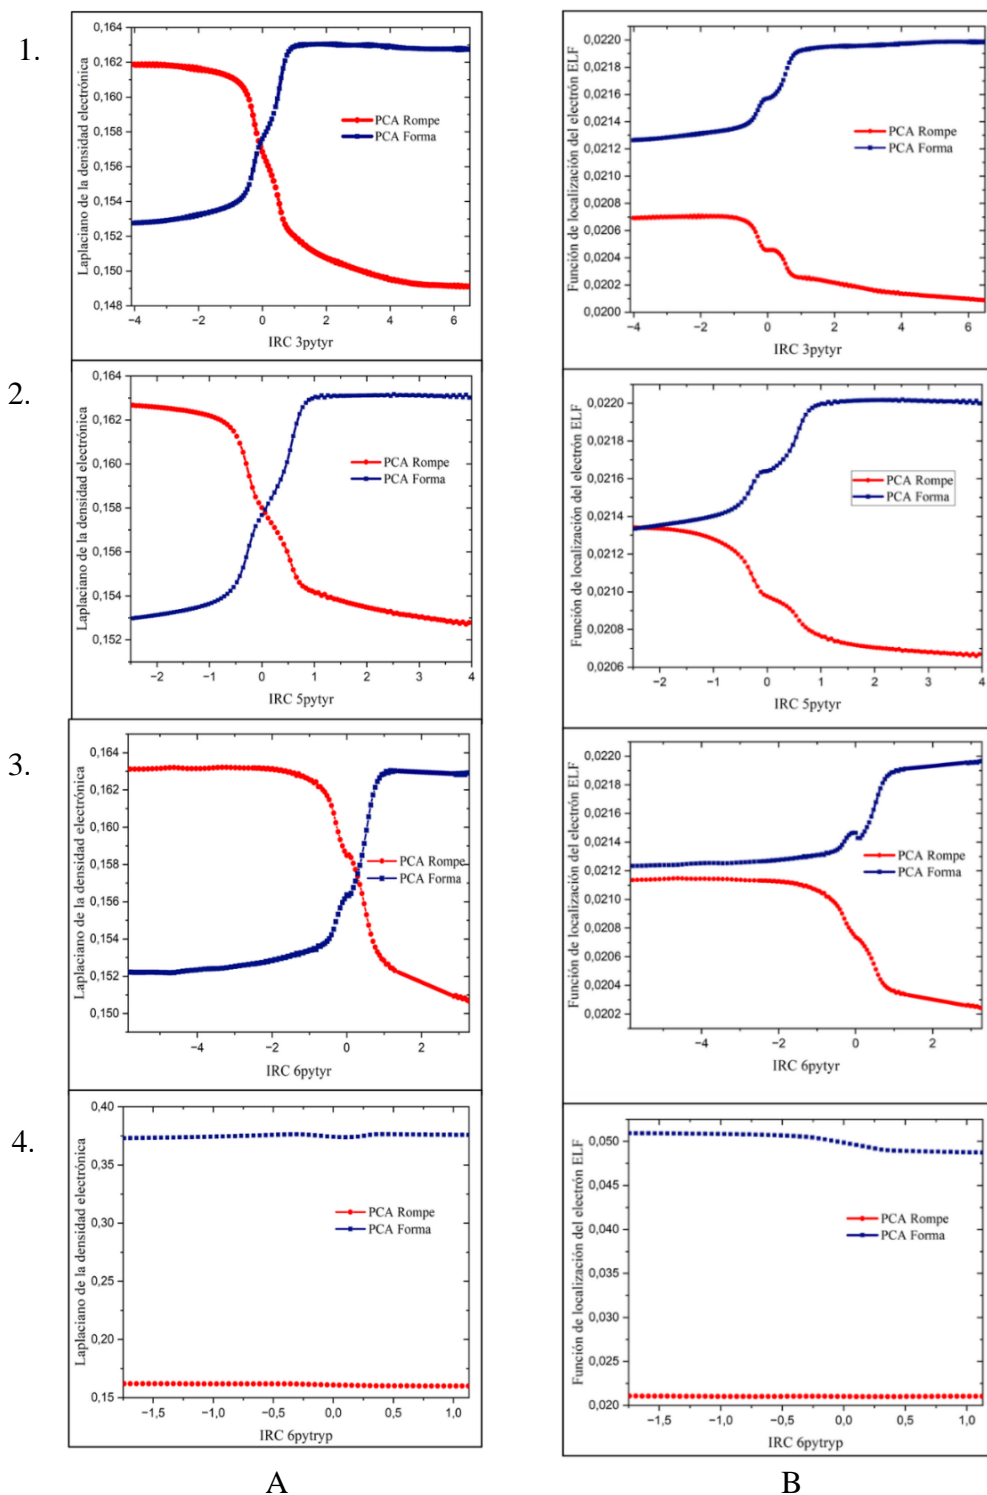 1.
Laplaciano de la densidad electrónica
0,164
0,162
0,160
0,158
0,156
0,154
0,152
0,150
0,148
PCA Rompe
PCA Forma
−4 −2 0 2 4 6
IRC 3pytyr
Función de localización del electrón ELF
0,0220
0,0218
0,0216
0,0214
0,0212
0,0210
0,0208
0,0206
0,0204
0,0202
0,0200
PCA Rompe
PCA Forma
−4 −2 0 2 4 6
IRC 3pytyr
2.
Laplaciano de la densidad electrónica
0,164
0,162
0,160
0,158
0,156
0,154
0,152
PCA Rompe
PCA Forma
−2 −1 0 1 2 3 4
IRC 5pytyr
Función de localización del electrón ELF
0,0220
0,0218
0,0216
0,0214
0,0212
0,0210
0,0208
0,0206
PCA Rompe
PCA Forma
−2 −1 0 1 2 3 4
IRC 5pytyr
3.
Laplaciano de la densidad electrónica
0,164
0,162
0,160
0,158
0,156
0,154
0,152
0,150
PCA Rompe
PCA Forma
−4 −2 0 2
IRC 6pytyr
Función de localización del electrón ELF
0,0220
0,0218
0,0216
0,0214
0,0212
0,0210
0,0208
0,0206
0,0204
0,0202
PCA Rompe
PCA Forma
−4 −2 0 2
IRC 6pytyr
4.
Laplaciano de la densidad electrónica
0,40
0,35
0,30
0,25
0,20
0,15
PCA Rompe
PCA Forma
−1,5 −1,0 −0,5 0,0 0,5 1,0
IRC 6pytryp
Función de localización del electrón ELF
0,050
0,045
0,040
0,035
0,030
0,025
0,020
PCA Rompe
PCA Forma
−1,5 −1,0 −0,5 0,0 0,5 1,0
IRC 6pytryp
A B